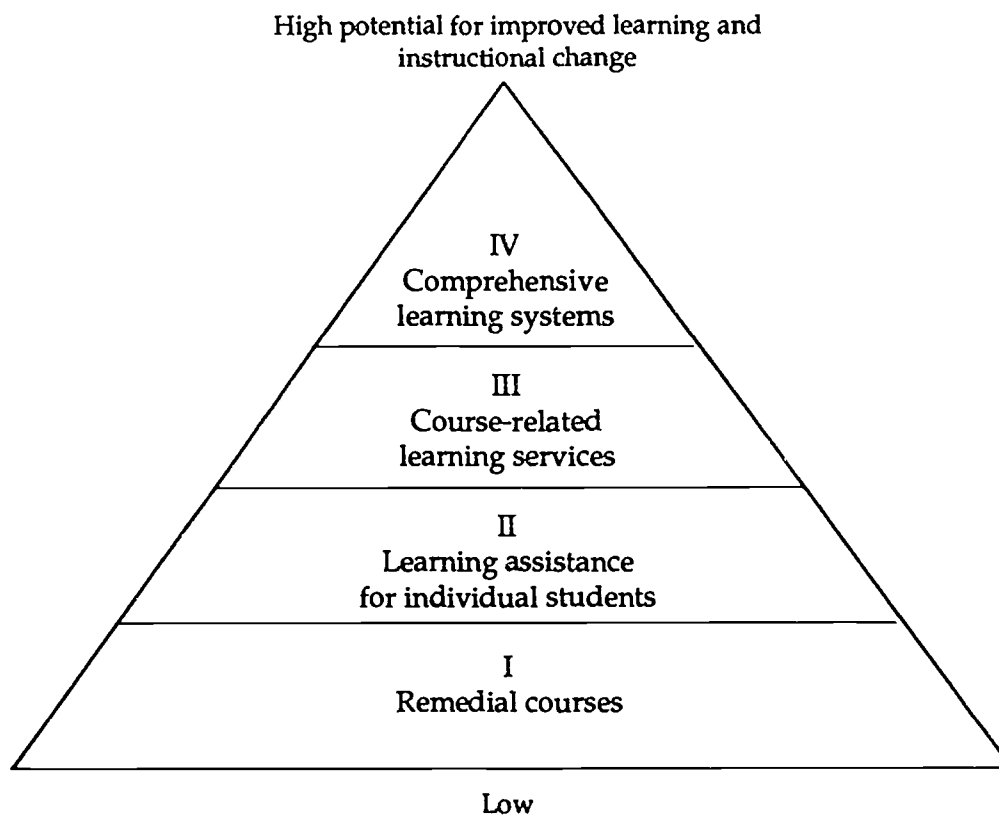 High potential for improved learning and
instructional change
IV
Comprehensive
learning systems
III
Course-related
learning services
II
Learning assistance
for individual students
I
Remedial courses
Low